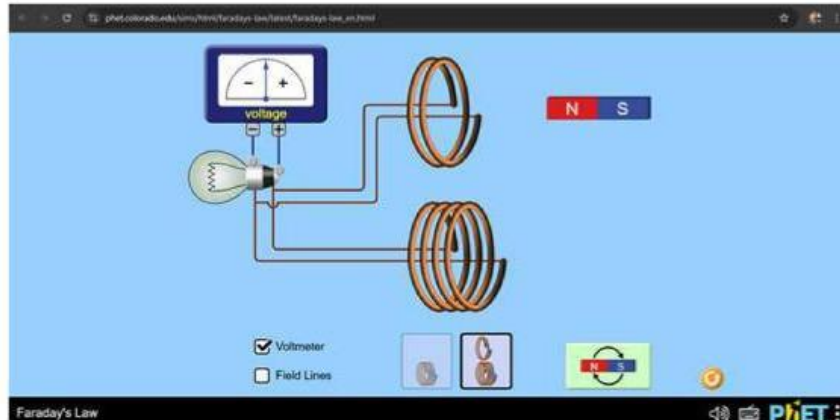 phet.colorado.edu/sims/html/faradays-law/latest/faradays-law_en.html
− +
voltage
− +
N S
Voltmeter
Field Lines
N S
Faraday's Law
PhET